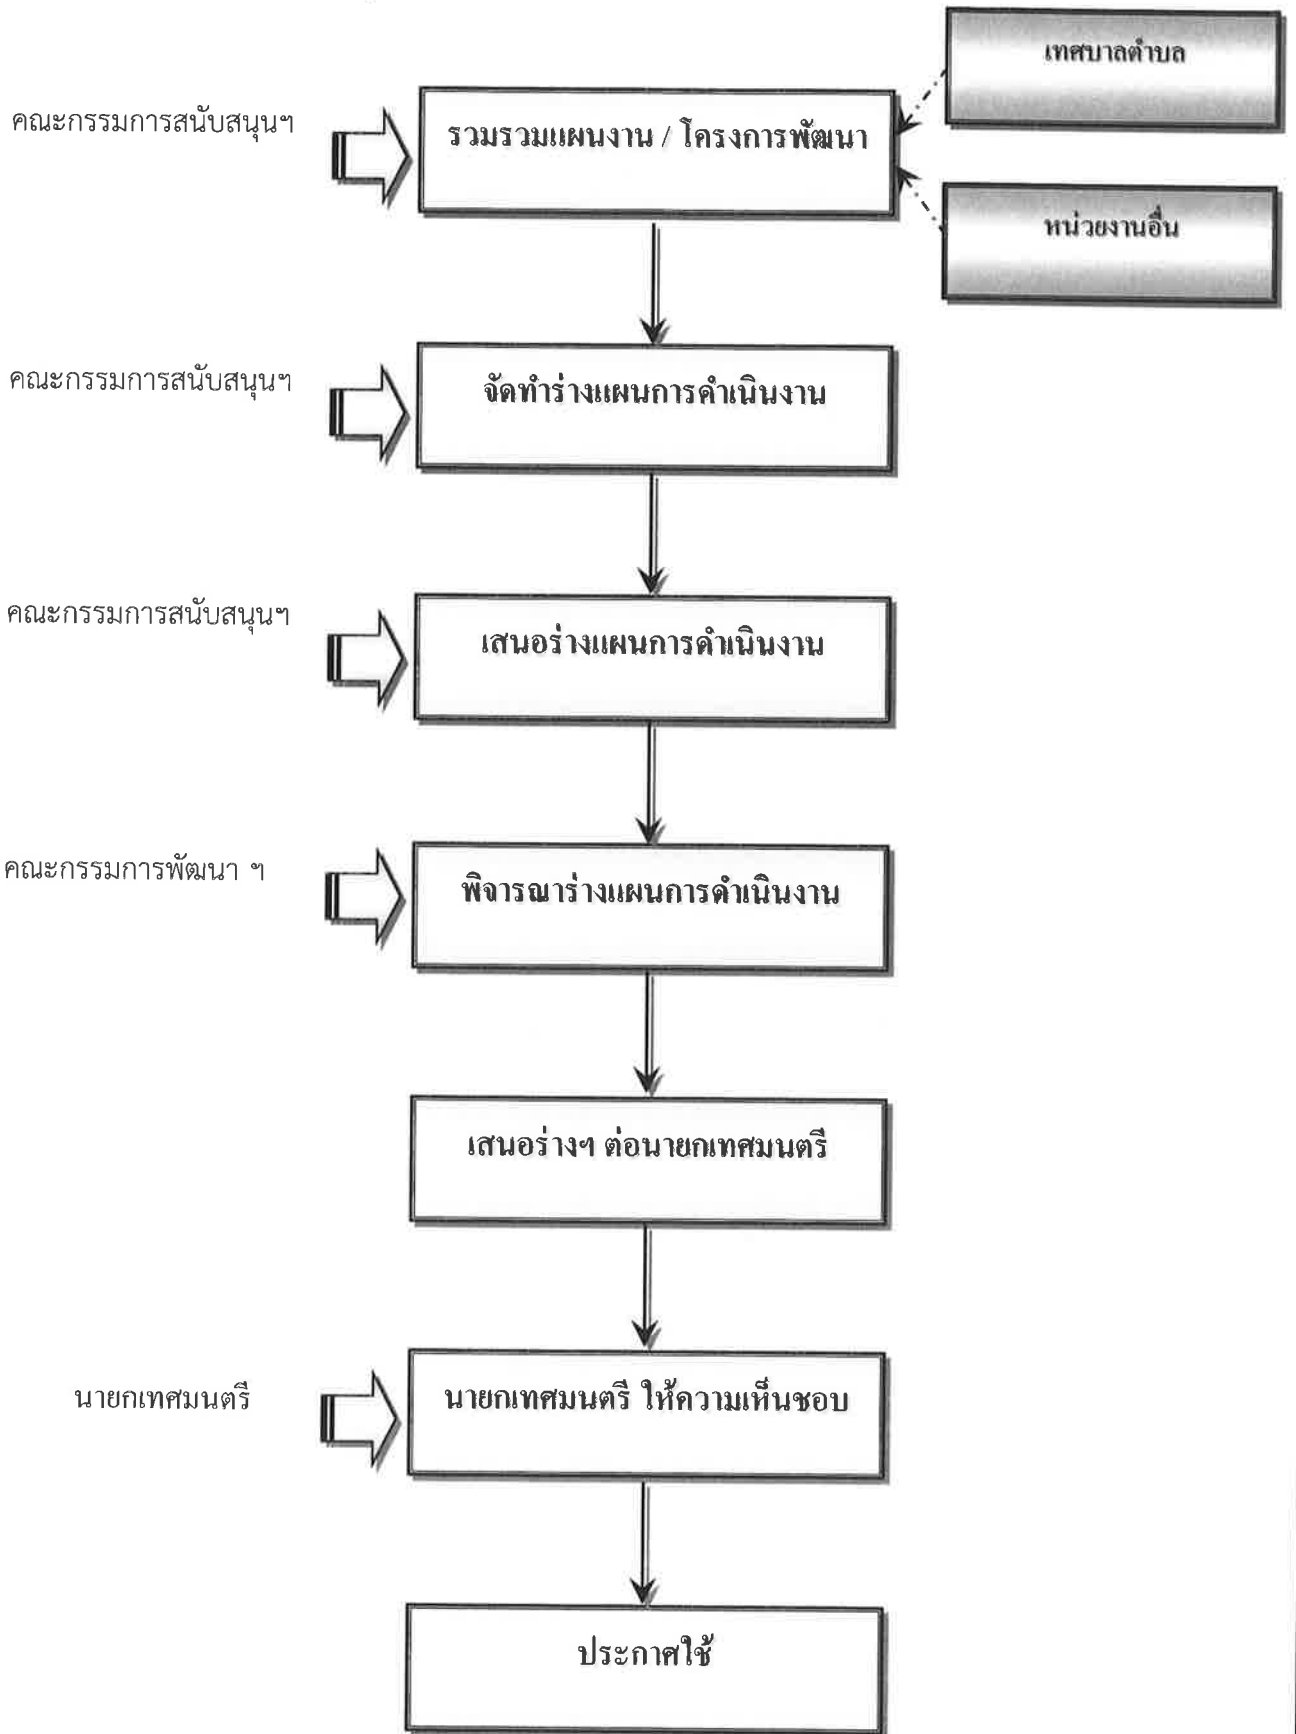 เทศบาลตำบล
คณะกรรมการสนับสนุนฯ
รวมรวมแผนงาน / โครงการพัฒนา
หน่วยงานอื่น
คณะกรรมการสนับสนุนฯ
จัดทำร่างแผนการดำเนินงาน
คณะกรรมการสนับสนุนฯ
เสนอร่างแผนการดำเนินงาน
คณะกรรมการพัฒนา ฯ
พิจารณาร่างแผนการดำเนินงาน
เสนอร่างฯ ต่อนายกเทศมนตรี
นายกเทศมนตรี
นายกเทศมนตรี ให้ความเห็นชอบ
ประกาศใช้